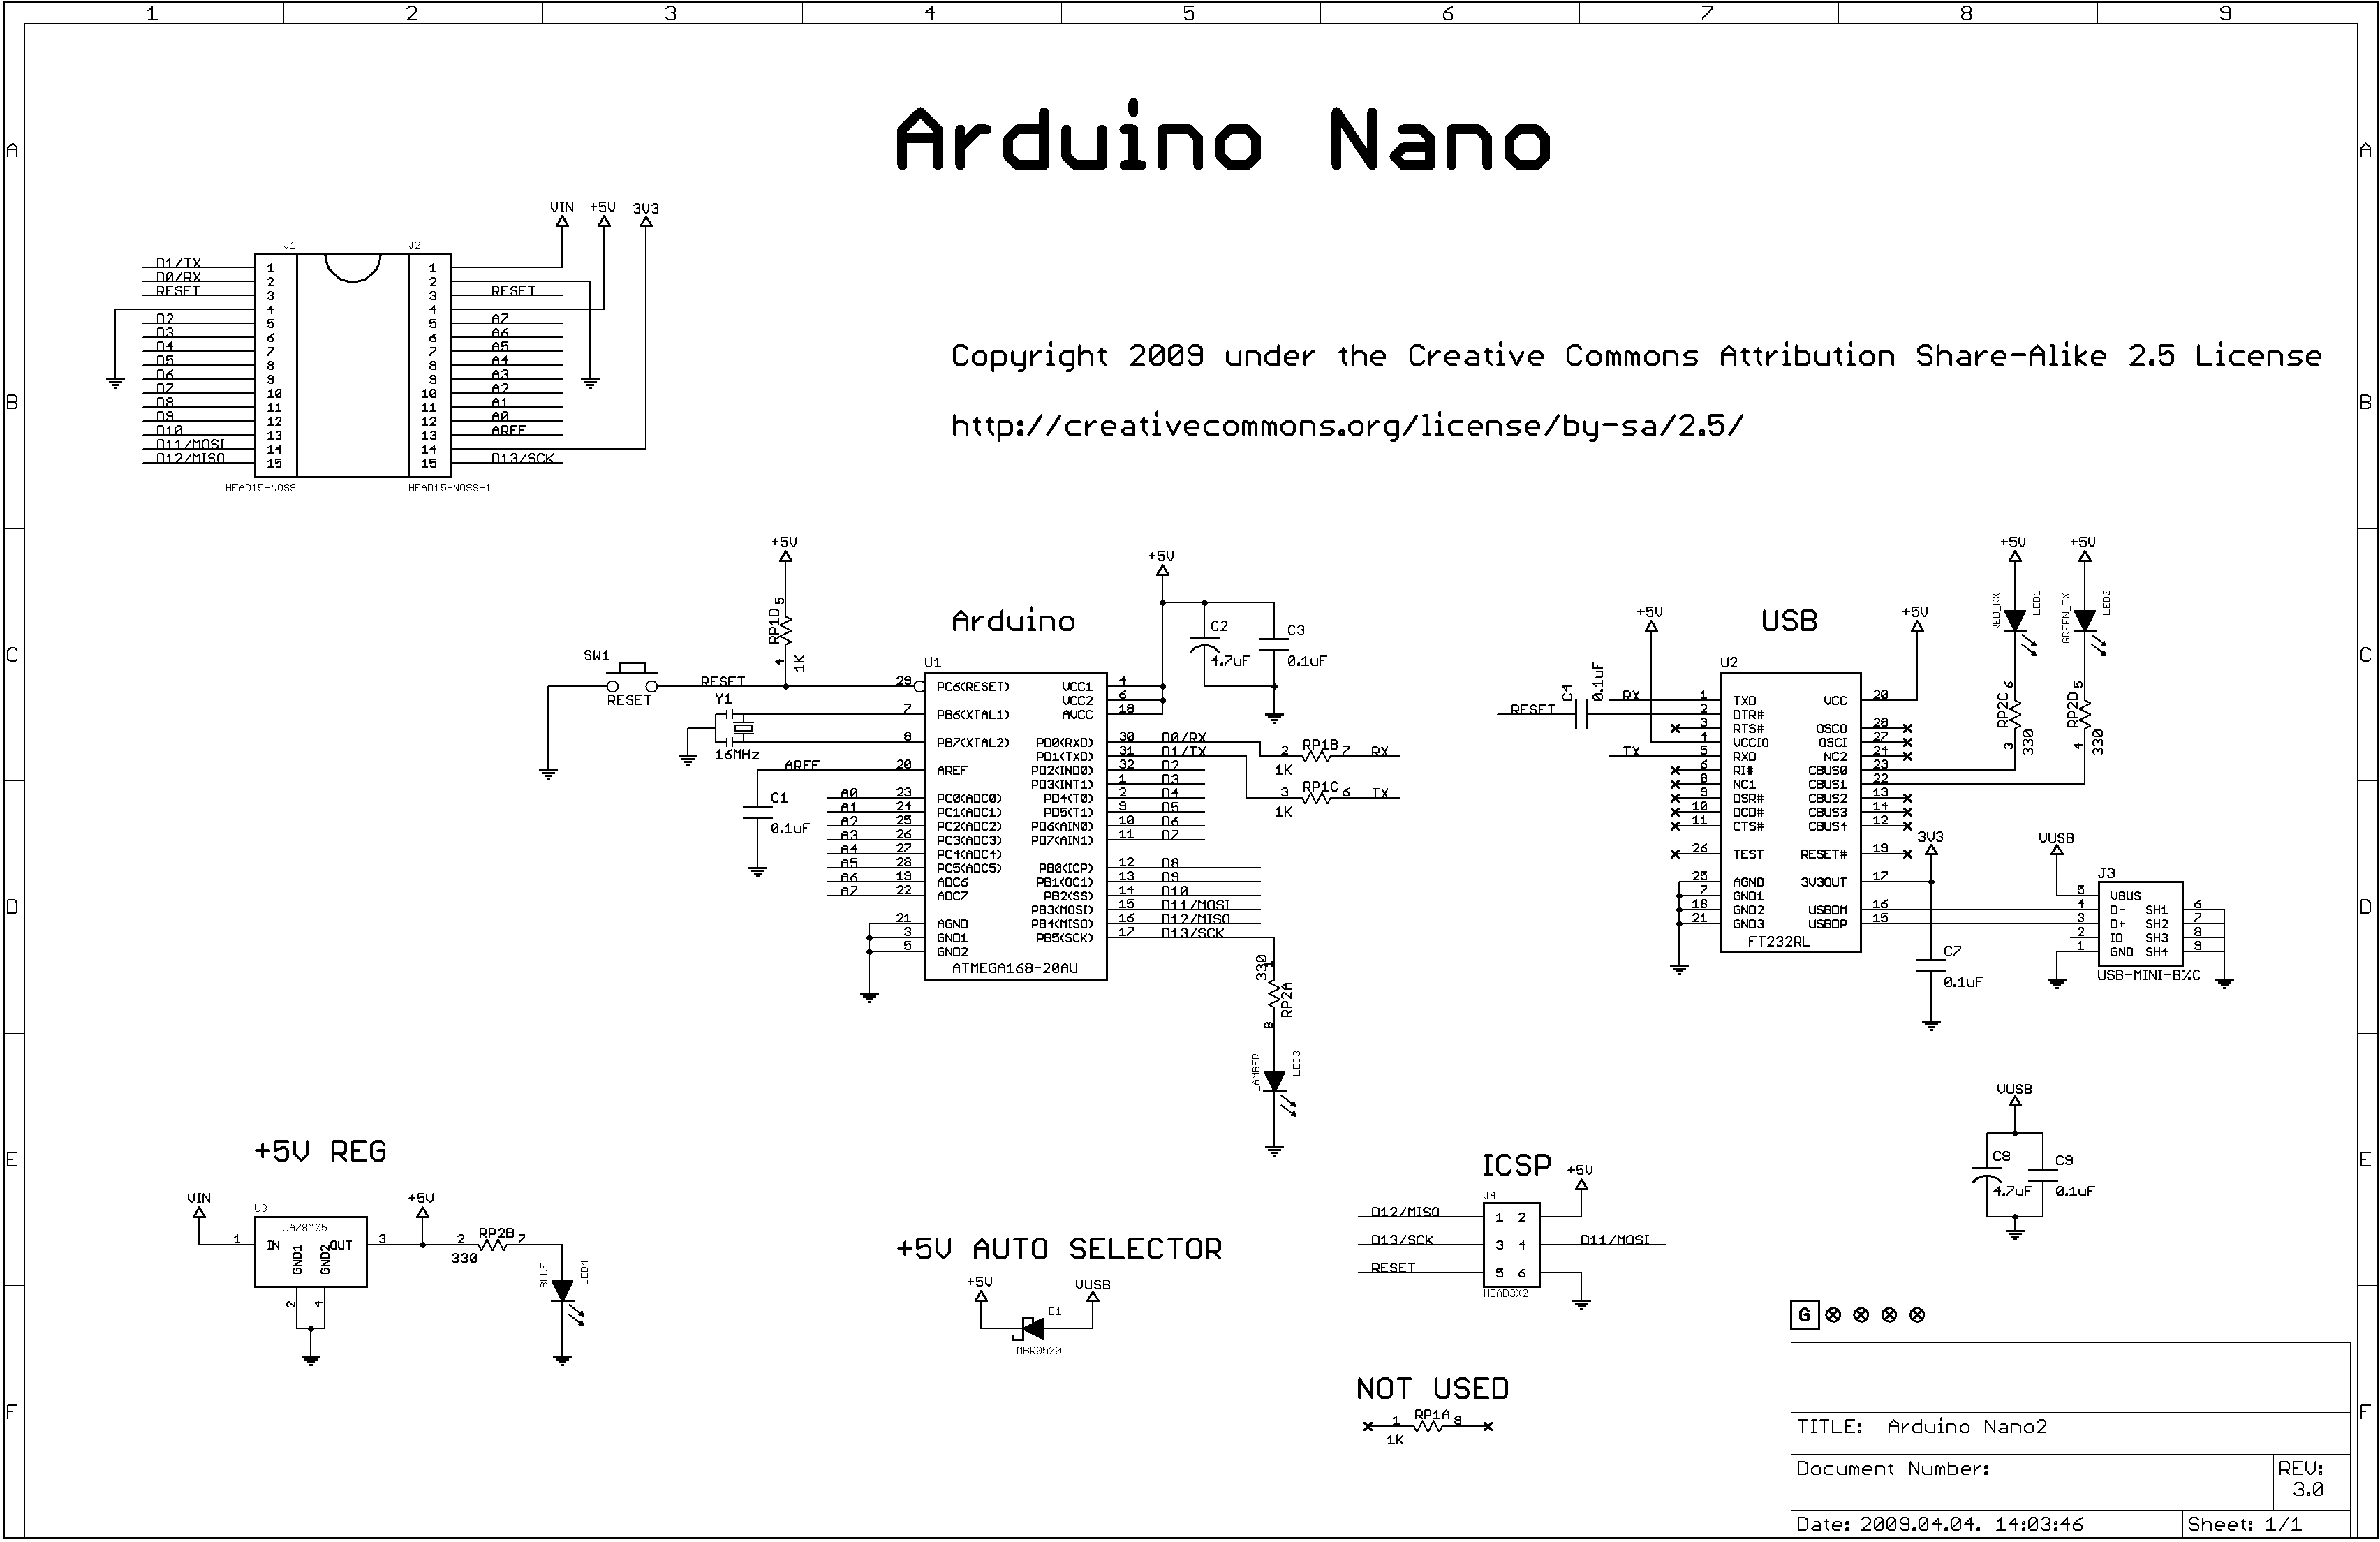 1 2 3 4 5 6 7 8 9
A A
Arduino Nano
VIN +5V 3V3
J1 J2
D1/TX 1 1
D0/RX 2 2
RESET 3 3 RESET
4 4
D2 5 5 A7
D3 6 6 A6
D4 7 7 A5
D5 8 8 A4
D6 9 9 A3
D7 10 10 A2
D8 11 11 A1
D9 12 12 A0
D10 13 13 AREF
D11/MOSI 14 14
D12/MISO 15 15 D13/SCK
HEAD15-NOSS HEAD15-NOSS-1
B B
Copyright 2009 under the Creative Commons Attribution Share-Alike 2.5 License
http://creativecommons.org/license/by-sa/2.5/
C C
SW1
RESET
RESET
+5V
RP1D 5
4 1K
Y1
16MHz
AREF
C1
0.1uF
Arduino
U1
29 PC6(RESET) VCC1 4
VCC2 6
7 PB6(XTAL1) AVCC 18
8 PB7(XTAL2) PD0(RXD) 30 D0/RX
PD1(TXD) 31 D1/TX
20 AREF PD2(IND0) 32 D2
PD3(INT1) 1 D3
A0 23 PC0(ADC0) PD4(T0) 2 D4
A1 24 PC1(ADC1) PD5(T1) 9 D5
A2 25 PC2(ADC2) PD6(AIN0) 10 D6
A3 26 PC3(ADC3) PD7(AIN1) 11 D7
A4 27 PC4(ADC4)
A5 28 PC5(ADC5) PB0(ICP) 12 D8
A6 19 ADC6 PB1(OC1) 13 D9
A7 22 ADC7 PB2(SS) 14 D10
PB3(MOSI) 15 D11/MOSI
21 AGND PB4(MISO) 16 D12/MISO
3 GND1 PB5(SCK) 17 D13/SCK
5 GND2
ATMEGA168-20AU
+5V
C2
4.7uF
C3
0.1uF
2 RP1B 7 RX
1K
3 RP1C 6 TX
1K
330 1
RP2A
8
L_AMBER LED3
USB
+5V
+5V
U2
C4 0.1uF
RESET
RX 1 TXD VCC 20
2 DTR#
3 RTS# OSCO 28
4 VCCIO OSCI 27
TX 5 RXD NC2 24
6 RI# CBUS0 23
8 NC1 CBUS1 22
9 DSR# CBUS2 13
10 DCD# CBUS3 14
11 CTS# CBUS4 12
26 TEST RESET# 19
25 AGND 3V3OUT 17
7 GND1
18 GND2 USBDM 16
21 GND3 USBDP 15
FT232RL
+5V +5V
RED_RX LED1 GREEN_TX LED2
RP2C 6 RP2D 5
3 330 4 330
3V3
C7
0.1uF
VUSB
J3
5 VBUS
4 D- SH1 6
3 D+ SH2 7
2 ID SH3 8
1 GND SH4 9
USB-MINI-B%C
D D
E E
VUSB
C8 C9
4.7uF 0.1uF
+5V REG
VIN +5V
U3
UA78M05
1 IN OUT 3
GND1 GND2
2 4
2 RP2B 7
330
BLUE LED4
+5V AUTO SELECTOR
+5V VUSB
D1
MBR0520
ICSP
+5V
J4
D12/MISO 1 2
D13/SCK 3 4 D11/MOSI
RESET 5 6
HEAD3X2
F F
NOT USED
1 RP1A 8
1K
G
TITLE: Arduino Nano2
Document Number: REV:
3.0
Date: 2009.04.04. 14:03:46 Sheet: 1/1